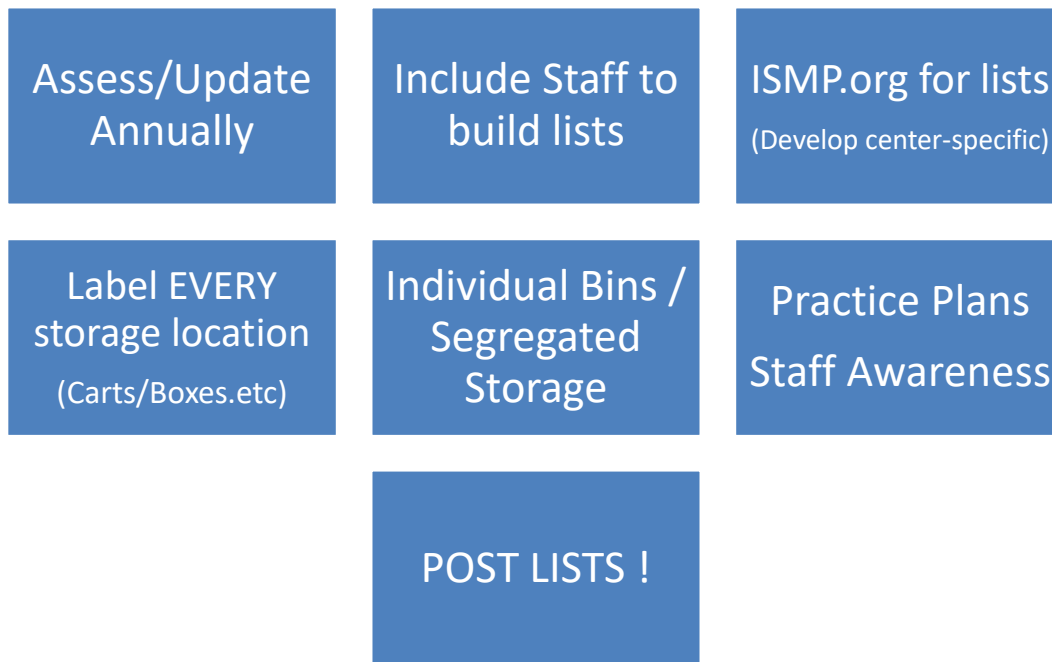 Assess/Update
Annually
Include Staff to
build lists
ISMP.org for lists
(Develop center-specific)
Label EVERY
storage location
(Carts/Boxes.etc)
Individual Bins /
Segregated
Storage
Practice Plans
Staff Awareness
POST LISTS !